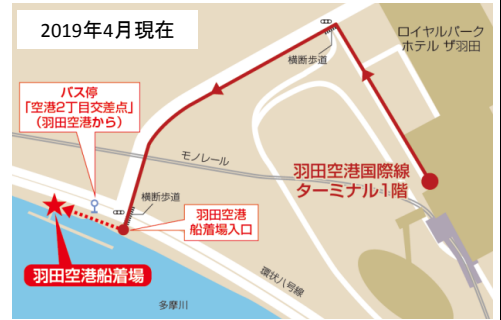 2019年4月現在
ロイヤルパーク
ホテル ザ羽田
横断歩道
バス停
「空港2丁目交差点」
(羽田空港から)
モノレール
羽田空港国際線
ターミナル1階
横断歩道
羽田空港
船着場入口
羽田空港船着場
環状八号線
多摩川